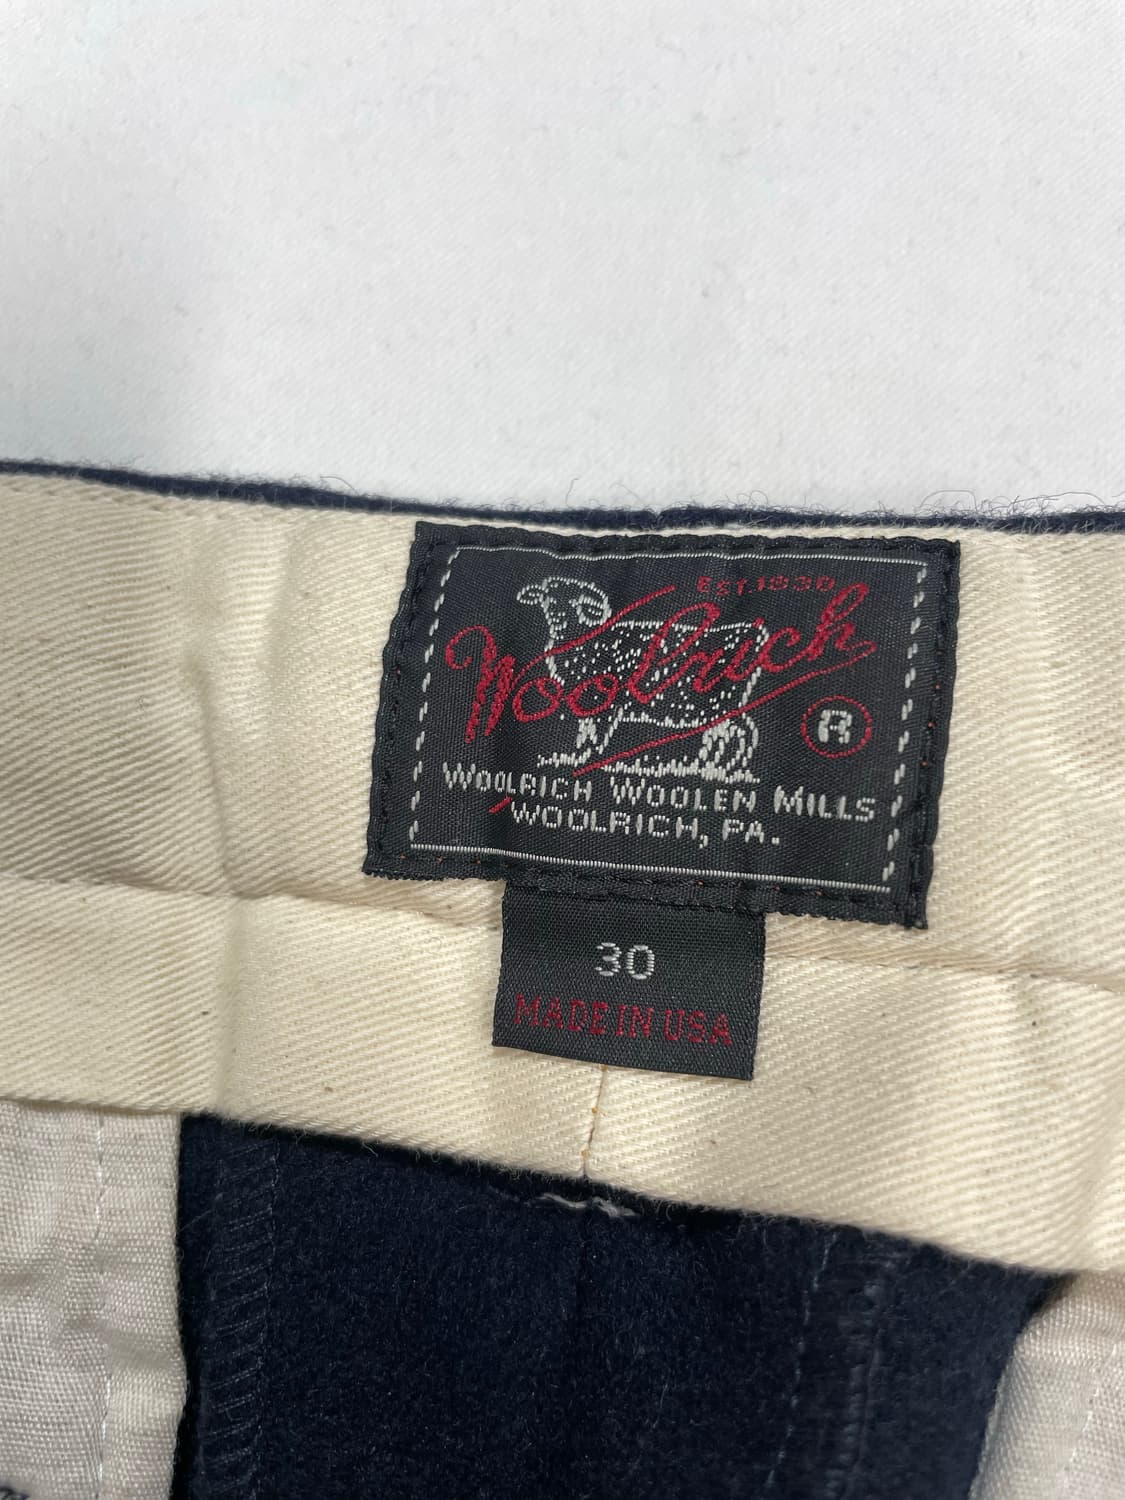 EST. 1830
Woolrich
R
WOOLRICH WOOLEN MILLS
WOOLRICH, PA.
30
MADE IN USA